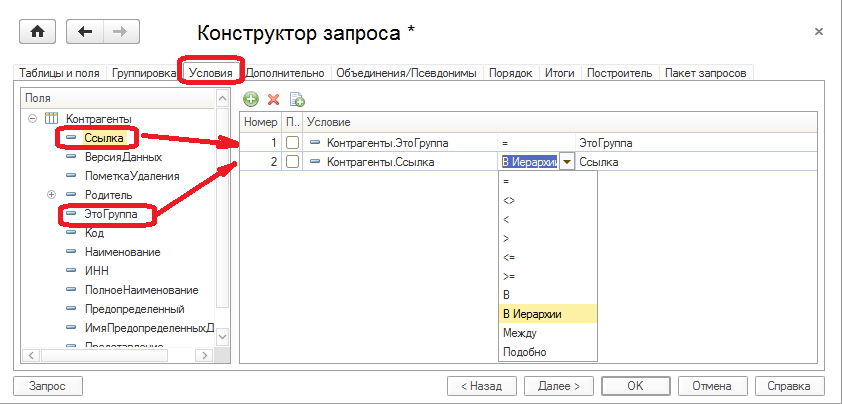 Конструктор запроса *
Таблицы и поля Группировка Условия Дополнительно Объединения/Псевдонимы Порядок Итоги Построитель Пакет запросов
Поля
Контрагенты
Ссылка
ВерсияДанных
ПометкаУдаления
Родитель
ЭтоГруппа
Код
Наименование
ИНН
ПолноеНаименование
Предопределенный
ИмяПредопределенныхД
Представление
Номер П.. Условие
1 Контрагенты.ЭтоГруппа = ЭтоГруппа
2 Контрагенты.Ссылка В Иерархии Ссылка
=
<>
<
>
<=
>=
В
В Иерархии
Между
Подобно
Запрос < Назад Далее > OK Отмена Справка